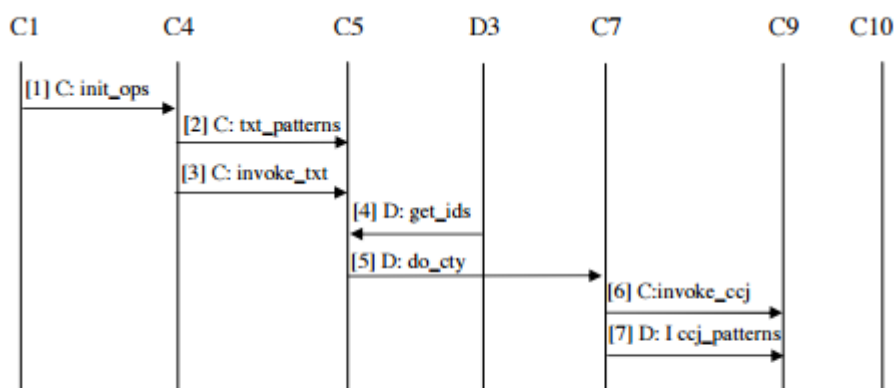 C1 C4 C5 D3 C7 C9 C10
[1] C: init_ops
[2] C: txt_patterns
[3] C: invoke_txt
[4] D: get_ids
[5] D: do_cty
[6] C:invoke_ccj
[7] D: I ccj_patterns